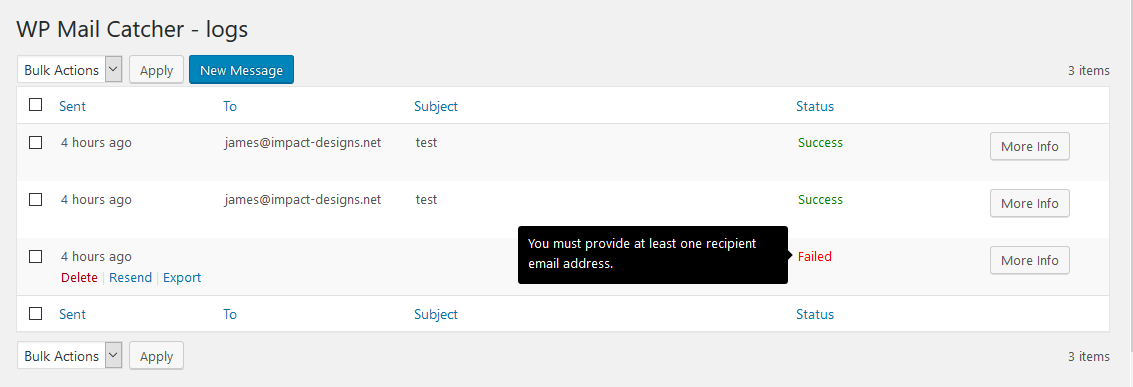 WP Mail Catcher - logs
Bulk Actions Apply New Message 3 items
Sent To Subject Status
4 hours ago james@impact-designs.net test Success More Info
4 hours ago james@impact-designs.net test Success More Info
You must provide at least one recipient
email address.
4 hours ago Failed More Info
Delete | Resend | Export
Sent To Subject Status
Bulk Actions Apply 3 items